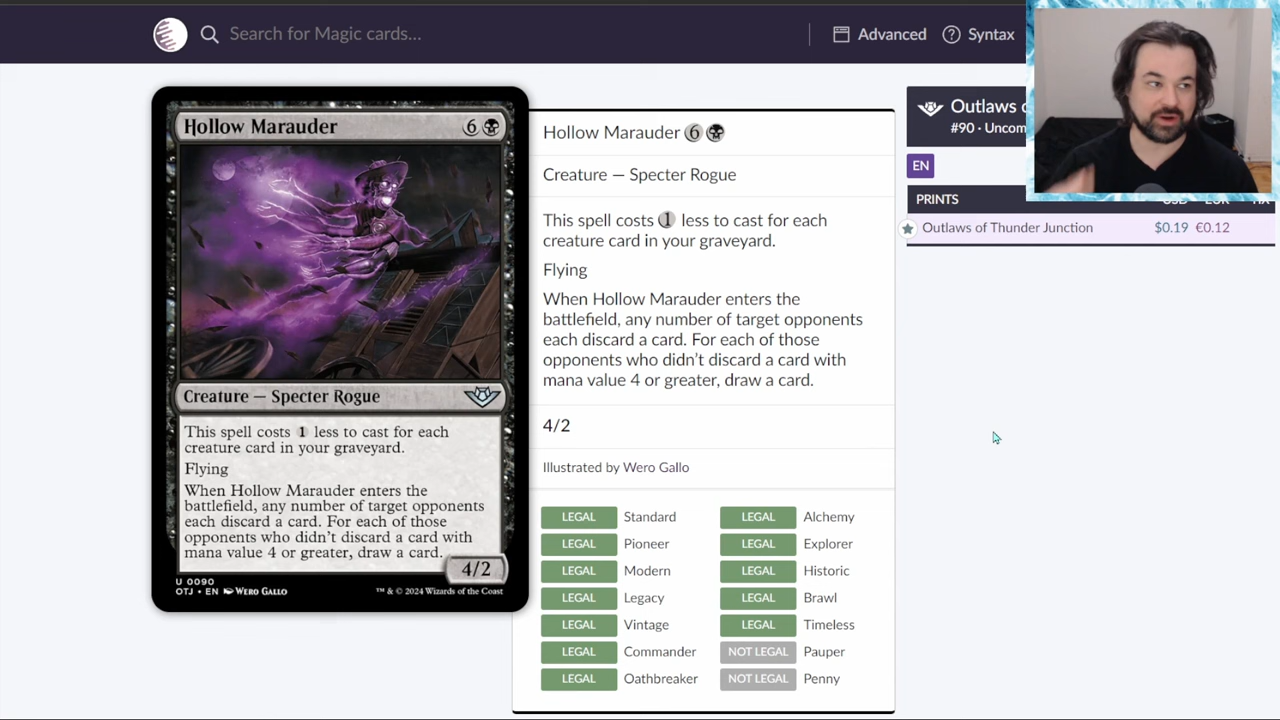 Search for Magic cards...
Advanced
Syntax
Hollow Marauder 6
Creature — Specter Rogue
This spell costs 1 less to cast for each
creature card in your graveyard.
Flying
When Hollow Marauder enters the
battlefield, any number of target opponents
each discard a card. For each of those
opponents who didn't discard a card with
mana value 4 or greater, draw a card.
4/2
U 0090
OTJ • EN WERO GALLO
™ & © 2024 Wizards of the Coast
Hollow Marauder 6
Creature — Specter Rogue
This spell costs 1 less to cast for each
creature card in your graveyard.
Flying
When Hollow Marauder enters the
battlefield, any number of target opponents
each discard a card. For each of those
opponents who didn't discard a card with
mana value 4 or greater, draw a card.
4/2
Illustrated by Wero Gallo
LEGAL Standard LEGAL Alchemy
LEGAL Pioneer LEGAL Explorer
LEGAL Modern LEGAL Historic
LEGAL Legacy LEGAL Brawl
LEGAL Vintage LEGAL Timeless
LEGAL Commander NOT LEGAL Pauper
LEGAL Oathbreaker NOT LEGAL Penny
Outlaws
#90 · Uncom
EN
PRINTS
Outlaws of Thunder Junction $0.19 €0.12